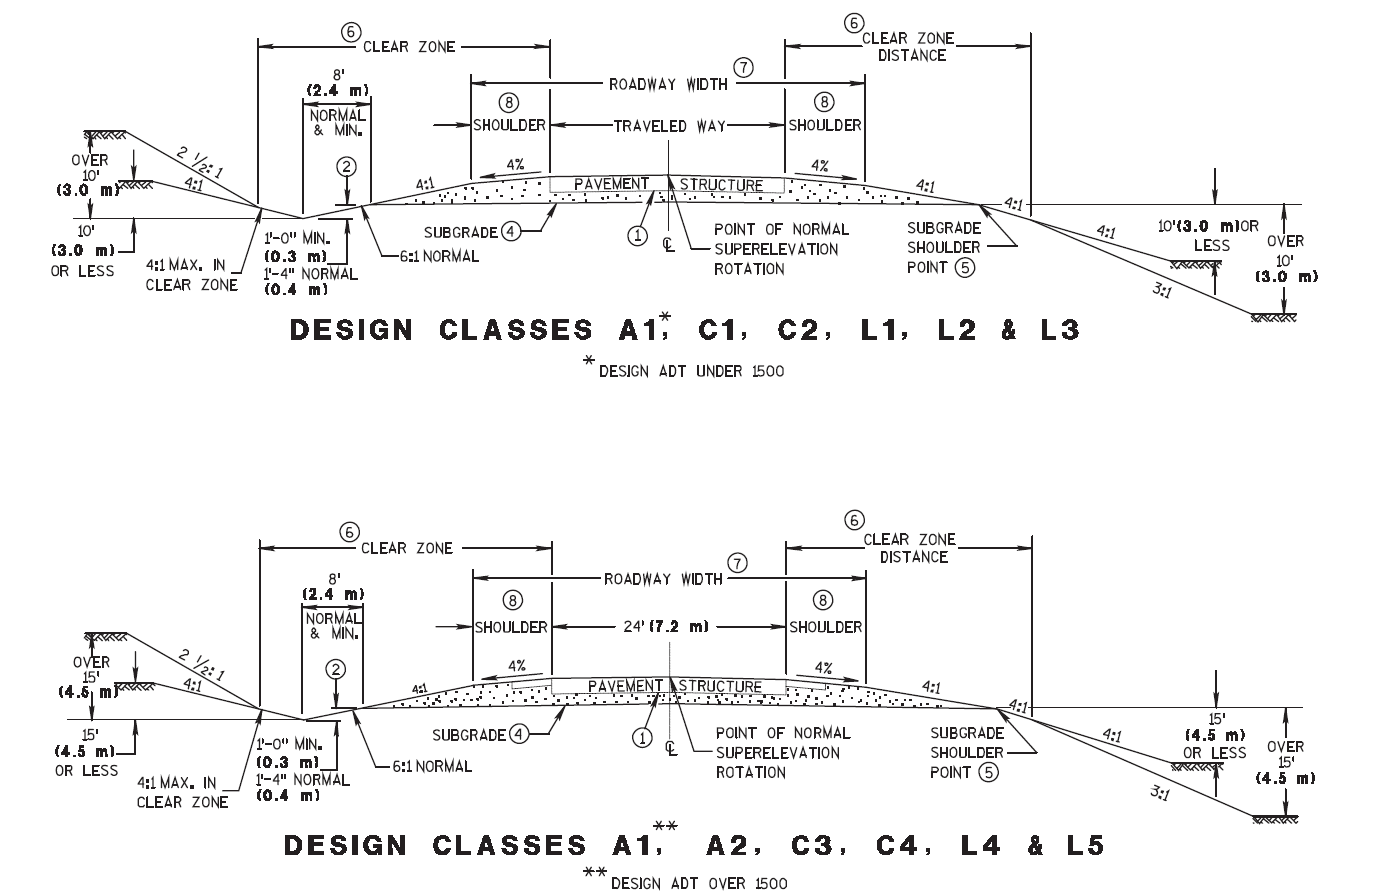 6 CLEAR ZONE
6 CLEAR ZONE
DISTANCE
ROADWAY WIDTH 7
8'
(2.4 m)
NORMAL
& MIN.
8
SHOULDER
TRAVELED WAY
8
SHOULDER
2
4%
4%
OVER
10'
(3.0 m)
2 ½:1
4:1
4:1
PAVEMENT STRUCTURE
4:1
4:1
10'
(3.0 m)
OR LESS
4:1 MAX. IN
CLEAR ZONE
1'-0" MIN.
(0.3 m)
1'-4" NORMAL
(0.4 m)
6:1 NORMAL
SUBGRADE 4
1
℄
POINT OF NORMAL
SUPERELEVATION
ROTATION
SUBGRADE
SHOULDER
POINT 5
4:1
3:1
10'(3.0 m)OR
LESS
OVER
10'
(3.0 m)
DESIGN CLASSES A1,* C1, C2, L1, L2 & L3
* DESIGN ADT UNDER 1500
6 CLEAR ZONE
6 CLEAR ZONE
DISTANCE
ROADWAY WIDTH 7
8'
(2.4 m)
NORMAL
& MIN.
8
SHOULDER
24' (7.2 m)
8
SHOULDER
2
4%
4%
OVER
15'
(4.5 m)
2 ½:1
4:1
4:1
PAVEMENT STRUCTURE
4:1
4:1
15'
(4.5 m)
OR LESS
4:1 MAX. IN
CLEAR ZONE
1'-0" MIN.
(0.3 m)
1'-4" NORMAL
(0.4 m)
6:1 NORMAL
SUBGRADE 4
1
℄
POINT OF NORMAL
SUPERELEVATION
ROTATION
SUBGRADE
SHOULDER
POINT 5
4:1
3:1
15'
(4.5 m)
OR LESS
OVER
15'
(4.5 m)
DESIGN CLASSES A1,** A2, C3, C4, L4 & L5
** DESIGN ADT OVER 1500